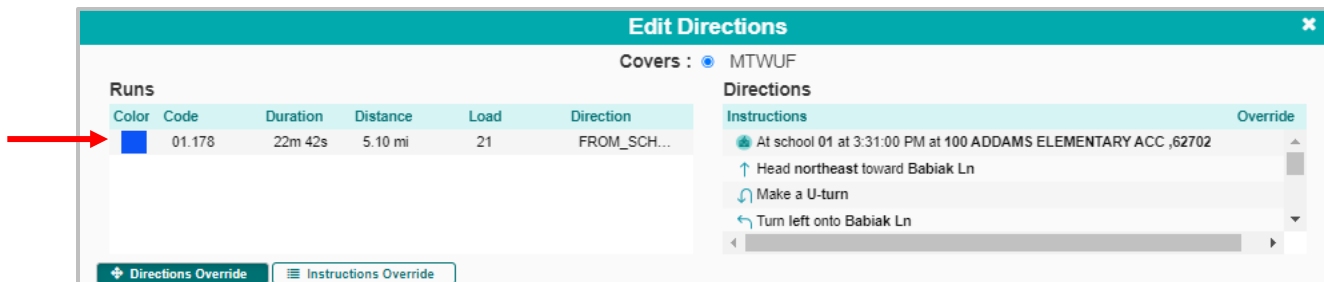 Edit Directions
Covers : MTWUF
Runs
Color Code Duration Distance Load Direction
01.178 22m 42s 5.10 mi 21 FROM_SCH...
Directions
Instructions Override
At school 01 at 3:31:00 PM at 100 ADDAMS ELEMENTARY ACC ,62702
Head northeast toward Babiak Ln
Make a U-turn
Turn left onto Babiak Ln
Directions Override Instructions Override